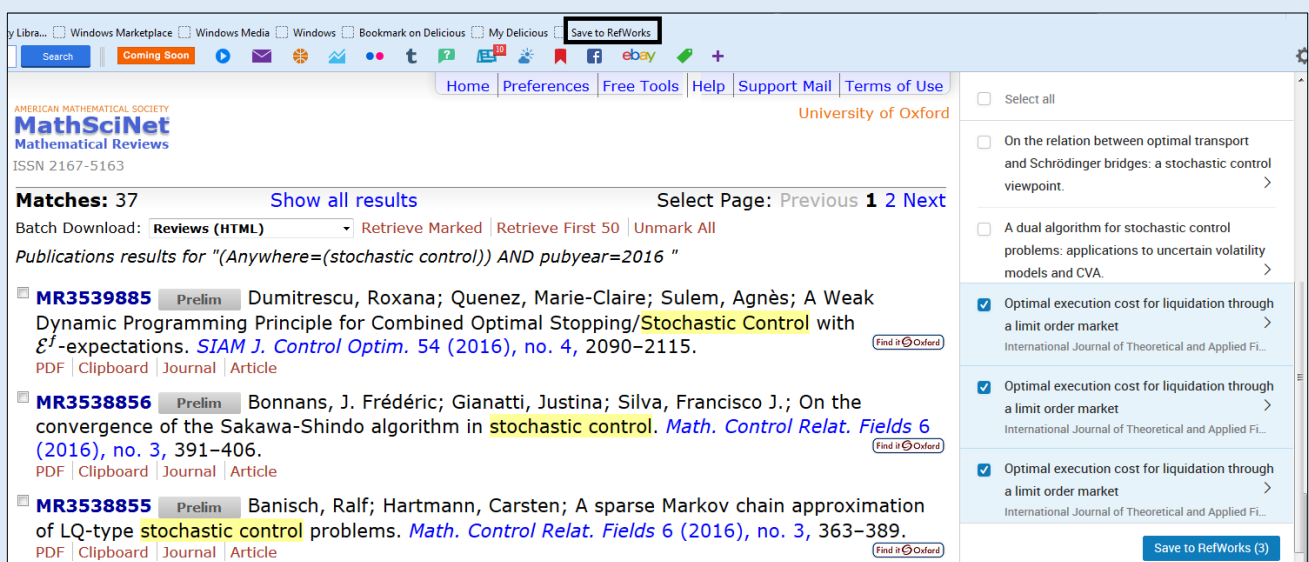 y Libra... Windows Marketplace Windows Media Windows Bookmark on Delicious My Delicious Save to RefWorks
Search Coming Soon t 10 f ebay +
Home Preferences Free Tools Help Support Mail Terms of Use
University of Oxford
AMERICAN MATHEMATICAL SOCIETY
MathSciNet
Mathematical Reviews
ISSN 2167-5163
Matches: 37 Show all results Select Page: Previous 1 2 Next
Batch Download: Reviews (HTML) Retrieve Marked Retrieve First 50 Unmark All
Publications results for "(Anywhere=(stochastic control)) AND pubyear=2016 "
MR3539885 Prelim Dumitrescu, Roxana; Quenez, Marie-Claire; Sulem, Agnès; A Weak
Dynamic Programming Principle for Combined Optimal Stopping/Stochastic Control with
ℰᶠ-expectations. SIAM J. Control Optim. 54 (2016), no. 4, 2090–2115.
Find it Oxford
PDF Clipboard Journal Article
MR3538856 Prelim Bonnans, J. Frédéric; Gianatti, Justina; Silva, Francisco J.; On the
convergence of the Sakawa-Shindo algorithm in stochastic control. Math. Control Relat. Fields 6
(2016), no. 3, 391–406.
Find it Oxford
PDF Clipboard Journal Article
MR3538855 Prelim Banisch, Ralf; Hartmann, Carsten; A sparse Markov chain approximation
of LQ-type stochastic control problems. Math. Control Relat. Fields 6 (2016), no. 3, 363–389.
PDF Clipboard Journal Article
Find it Oxford
Select all
On the relation between optimal transport
and Schrödinger bridges: a stochastic control
viewpoint.
A dual algorithm for stochastic control
problems: applications to uncertain volatility
models and CVA.
Optimal execution cost for liquidation through
a limit order market
International Journal of Theoretical and Applied Fi...
Optimal execution cost for liquidation through
a limit order market
International Journal of Theoretical and Applied Fi...
Optimal execution cost for liquidation through
a limit order market
International Journal of Theoretical and Applied Fi...
Save to RefWorks (3)